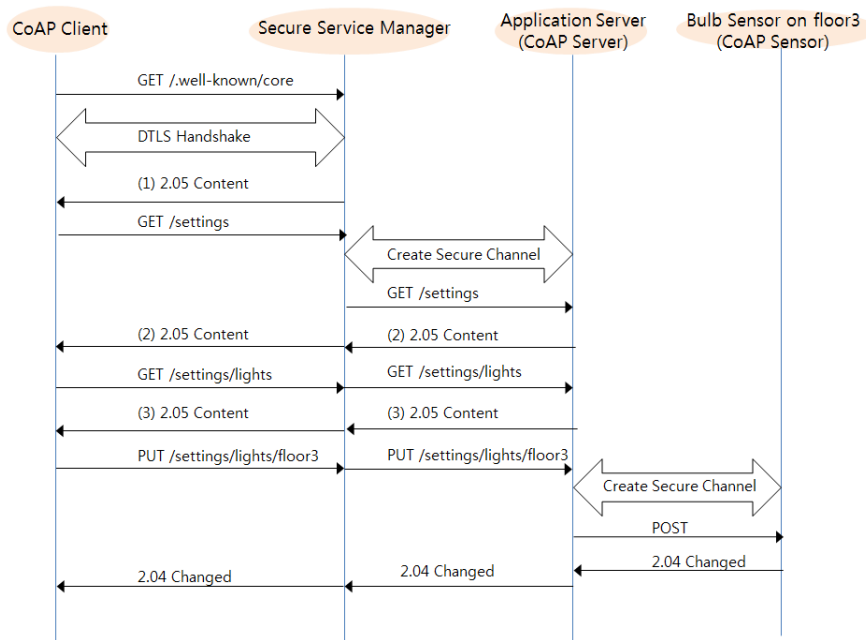 CoAP Client
Secure Service Manager
Application Server
(CoAP Server)
Bulb Sensor on floor3
(CoAP Sensor)
GET /.well-known/core
DTLS Handshake
(1) 2.05 Content
GET /settings
Create Secure Channel
GET /settings
(2) 2.05 Content
(2) 2.05 Content
GET /settings/lights
GET /settings/lights
(3) 2.05 Content
(3) 2.05 Content
PUT /settings/lights/floor3
PUT /settings/lights/floor3
Create Secure Channel
POST
2.04 Changed
2.04 Changed
2.04 Changed